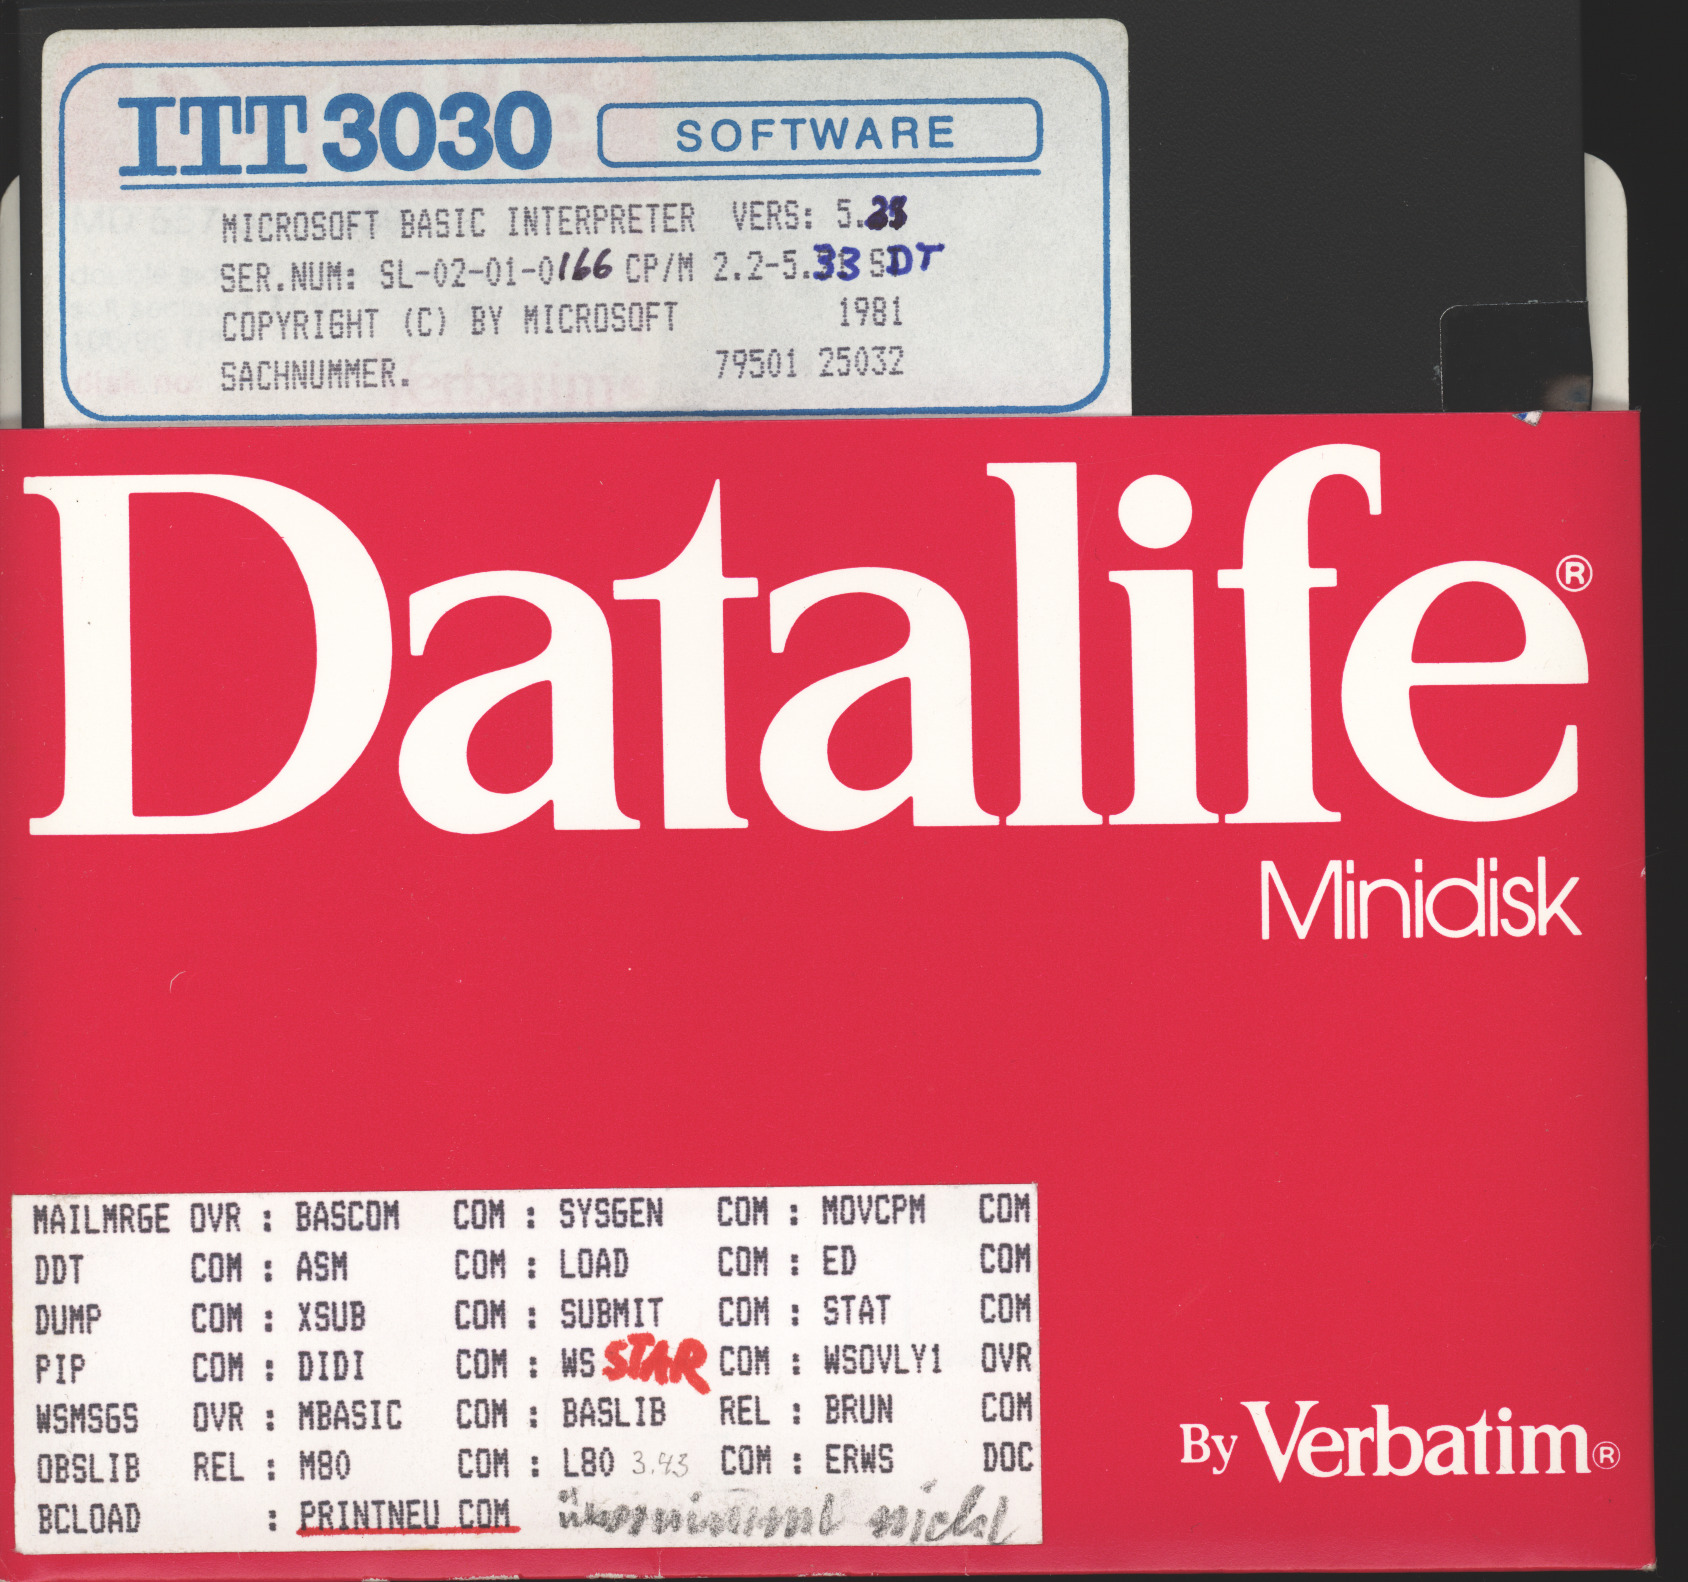 ITT 3030 SOFTWARE
MICROSOFT BASIC INTERPRETER VERS: 5.
SER.NUM: SL-02-01-0166 CP/M 2.2-5.33 SDT
COPYRIGHT (C) BY MICROSOFT 1981
SACHNUMMER. 79501 25032
Datalife®
Minidisk
MAILMRGE OVR : BASCOM COM : SYSGEN COM : MOVCPM COM
DDT COM : ASM COM : LOAD COM : ED COM
DUMP COM : XSUB COM : SUBMIT COM : STAT COM
PIP COM : DIDI COM : WS STAR COM : WSOVLY1 OVR
WSMSGS OVR : MBASIC COM : BASLIB REL : BRUN COM
OBSLIB REL : M80 COM : L80 3.43 COM : ERWS DOC
BCLOAD : PRINTNEU COM nicht
By Verbatim®